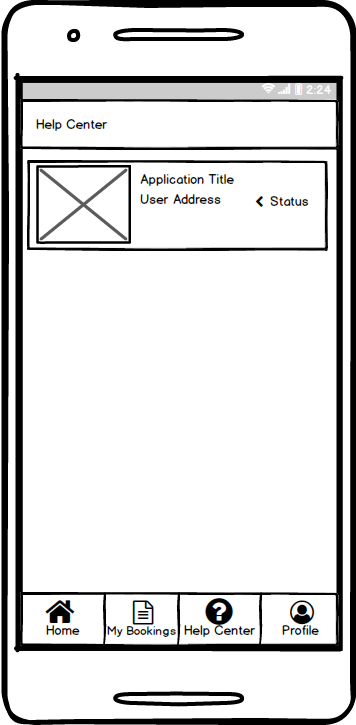 2:24
Help Center
Application Title
User Address
Status
Home
My Bookings
Help Center
Profile